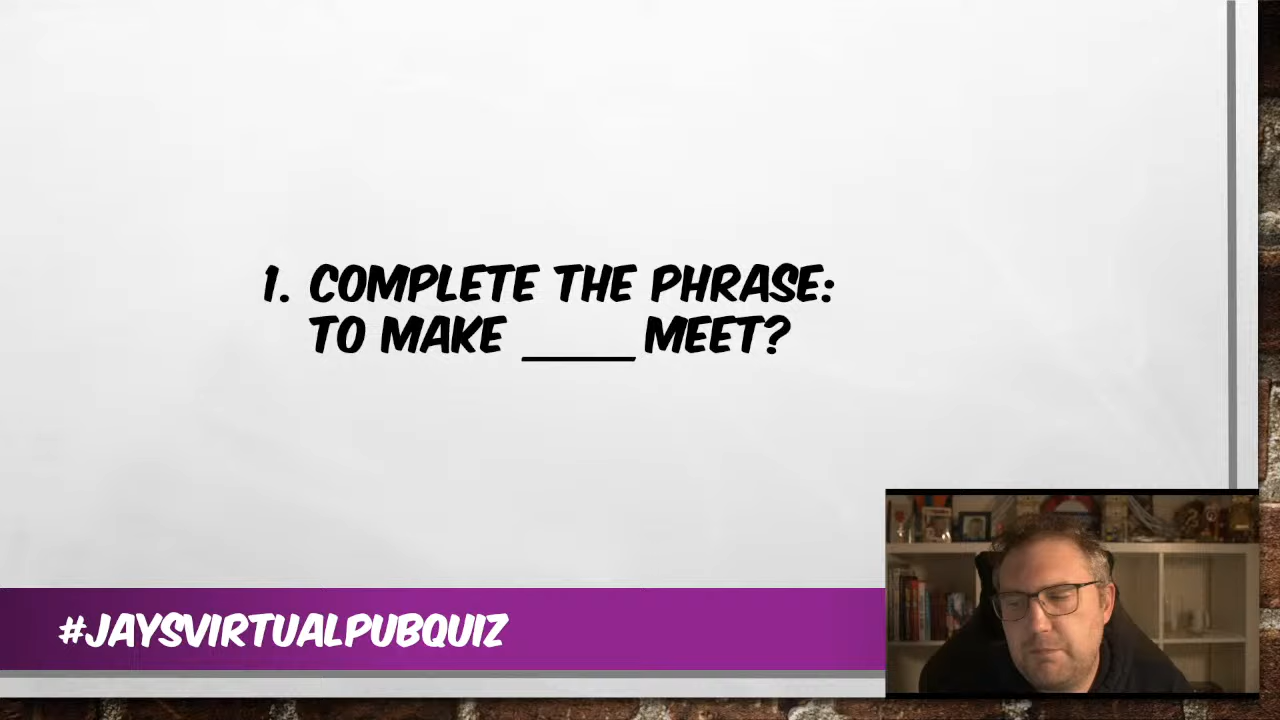 1. COMPLETE THE PHRASE:
TO MAKE ____ MEET?
#JAYSVIRTUALPUBQUIZ